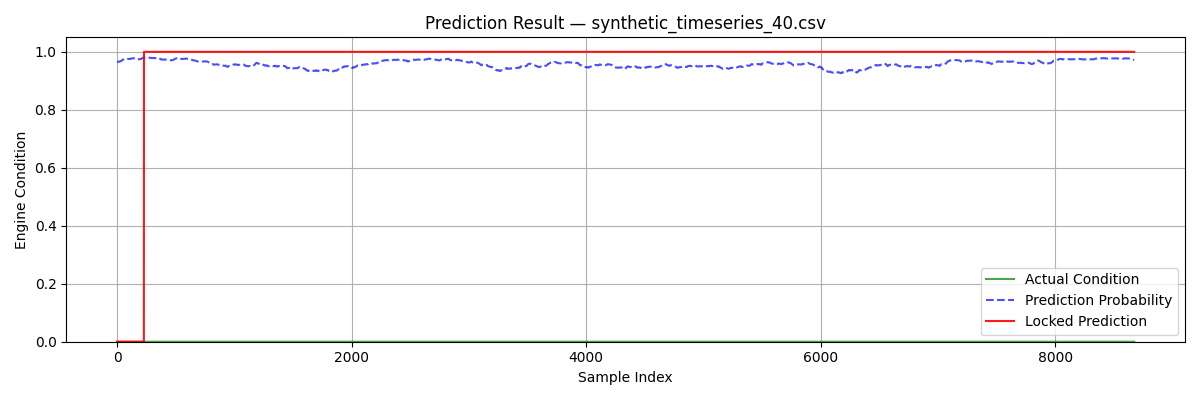 Prediction Result — synthetic_timeseries_40.csv
Engine Condition
1.0
0.8
0.6
0.4
0.2
0.0
0 2000 4000 6000 8000
Sample Index
Actual Condition
Prediction Probability
Locked Prediction